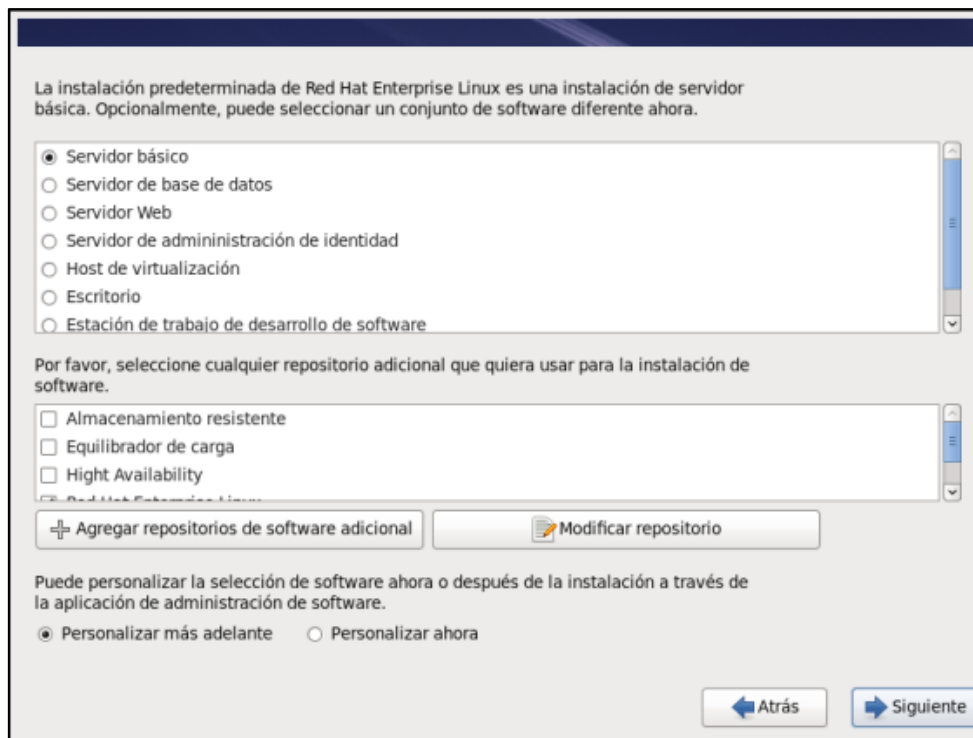 La instalación predeterminada de Red Hat Enterprise Linux es una instalación de servidor
básica. Opcionalmente, puede seleccionar un conjunto de software diferente ahora.
Servidor básico
Servidor de base de datos
Servidor Web
Servidor de admininistración de identidad
Host de virtualización
Escritorio
Estación de trabajo de desarrollo de software
Por favor, seleccione cualquier repositorio adicional que quiera usar para la instalación de
software.
Almacenamiento resistente
Equilibrador de carga
Hight Availability
Red Hat Enterprise Linux
Agregar repositorios de software adicional
Modificar repositorio
Puede personalizar la selección de software ahora o después de la instalación a través de
la aplicación de administración de software.
Personalizar más adelante
Personalizar ahora
Atrás
Siguiente